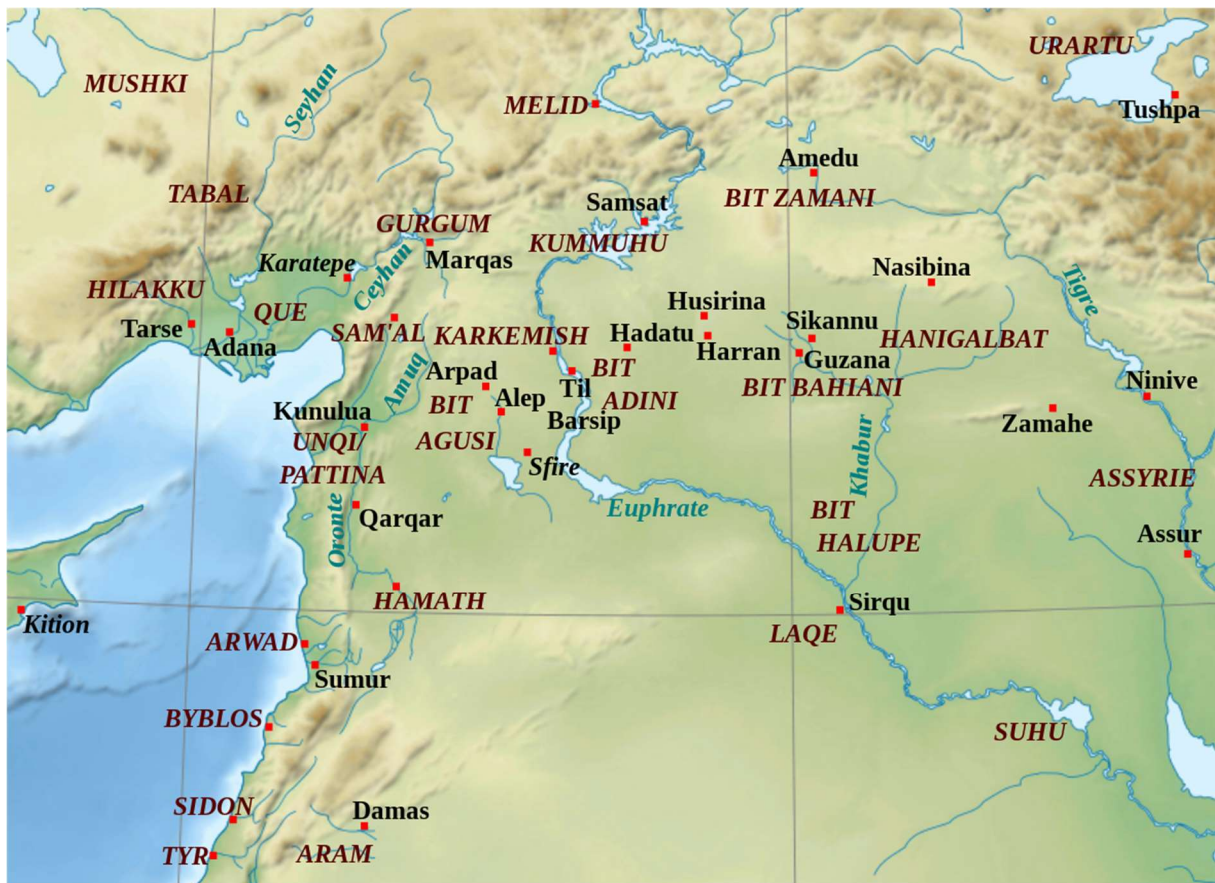 URARTU
MUSHKI
Seyhan
MELID
Tushpa
Amedu
TABAL
BIT ZAMANI
Samsat
GURGUM
KUMMUHU
Marqas
Karatepe
Ceyhan
Nasibina
Tigre
HILAKKU
QUE
Husirina
Tarse
Adana
SAM'AL
KARKEMISH
Hadatu
Harran
Sikannu
Guzana
HANIGALBAT
Arpad
BIT
ADINI
BIT BAHIANI
Ninive
Amuq
Til
Barsip
Kunulua
BIT
AGUSI
Alep
Zamahe
UNQI/
PATTINA
Sfire
Khabur
ASSYRIE
Oronte
Qarqar
Euphrate
BIT
HALUPE
Assur
HAMATH
Sirqu
Kition
ARWAD
LAQE
Sumur
BYBLOS
SUHU
SIDON
Damas
TYR
ARAM